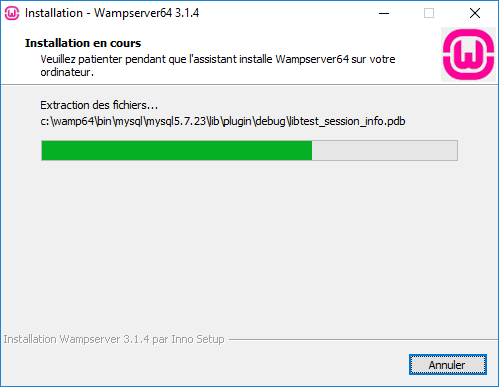 Installation - Wampserver64 3.1.4
Installation en cours
Veuillez patienter pendant que l'assistant installe Wampserver64 sur votre
ordinateur.
Extraction des fichiers...
c:\wamp64\bin\mysql\mysql5.7.23\lib\plugin\debug\libtest_session_info.pdb
Installation Wampserver 3.1.4 par Inno Setup
Annuler